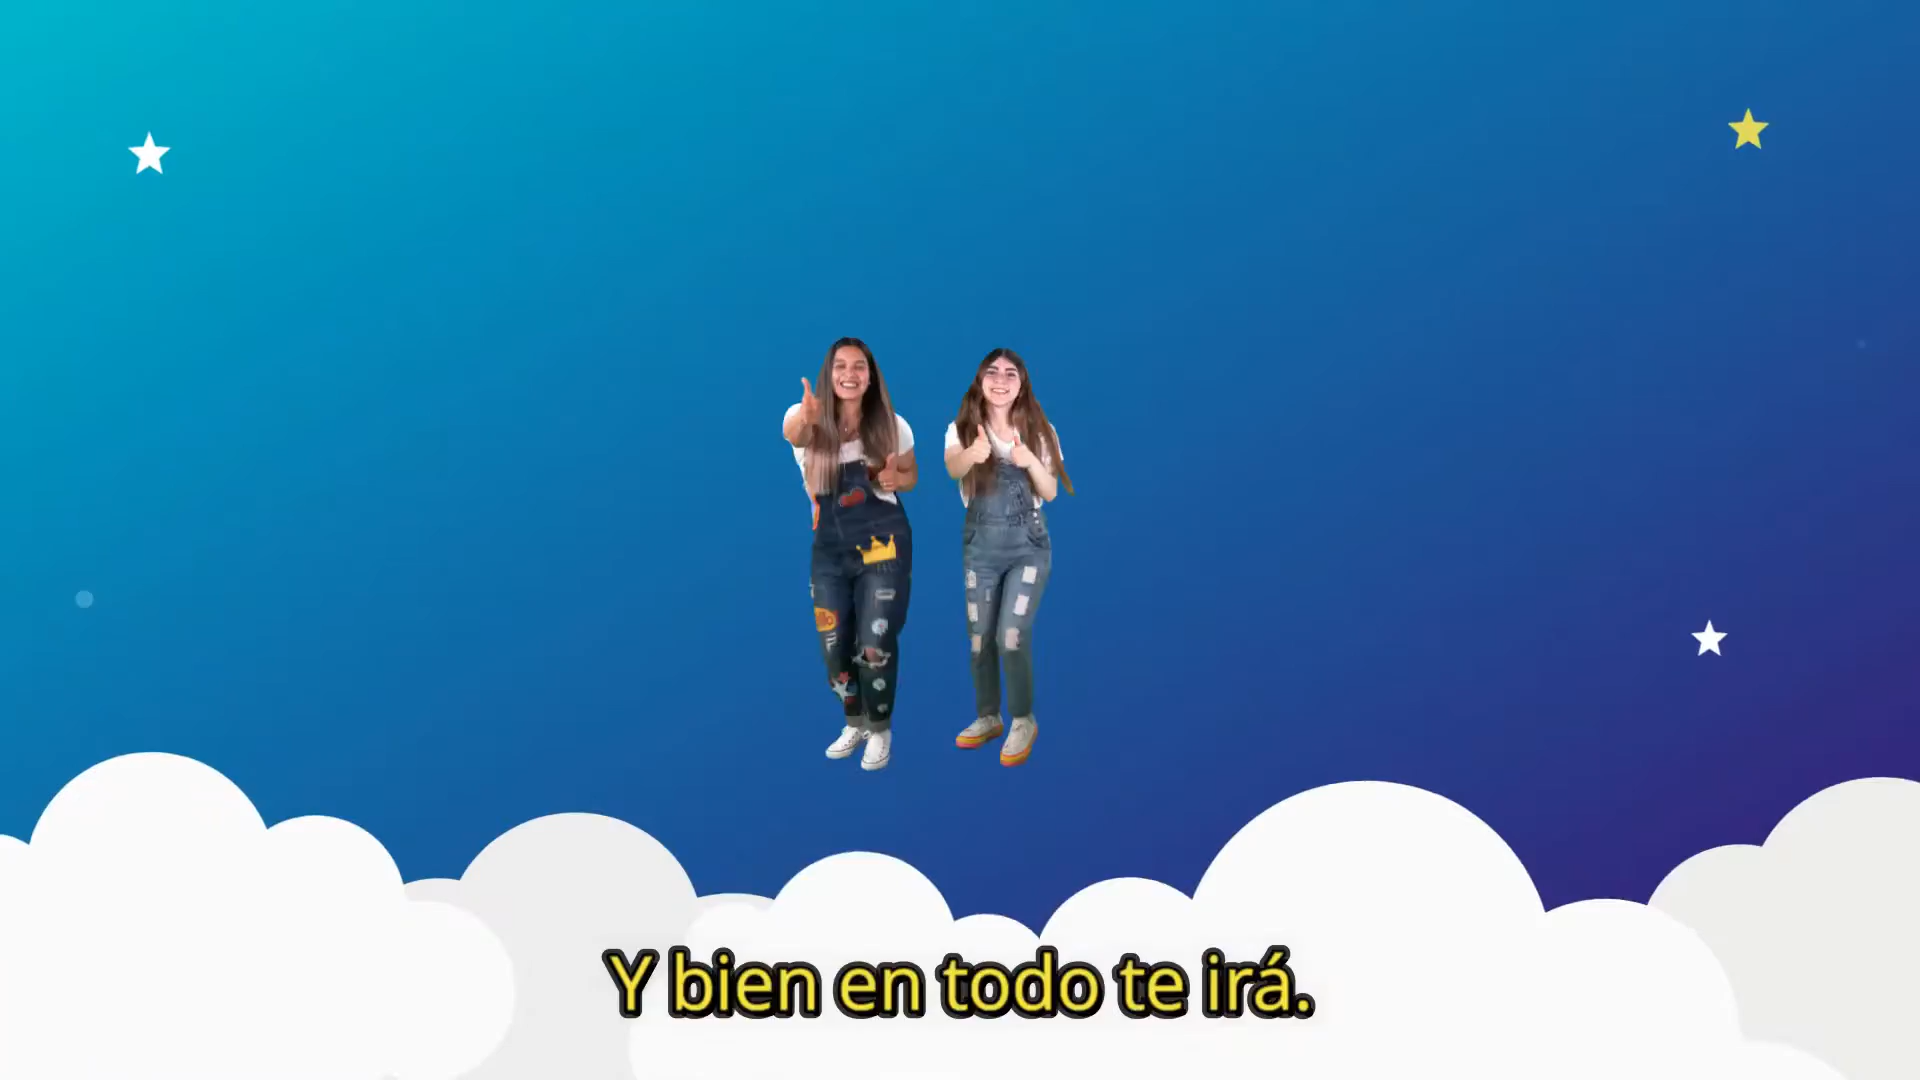 Y bien en todo te irá.